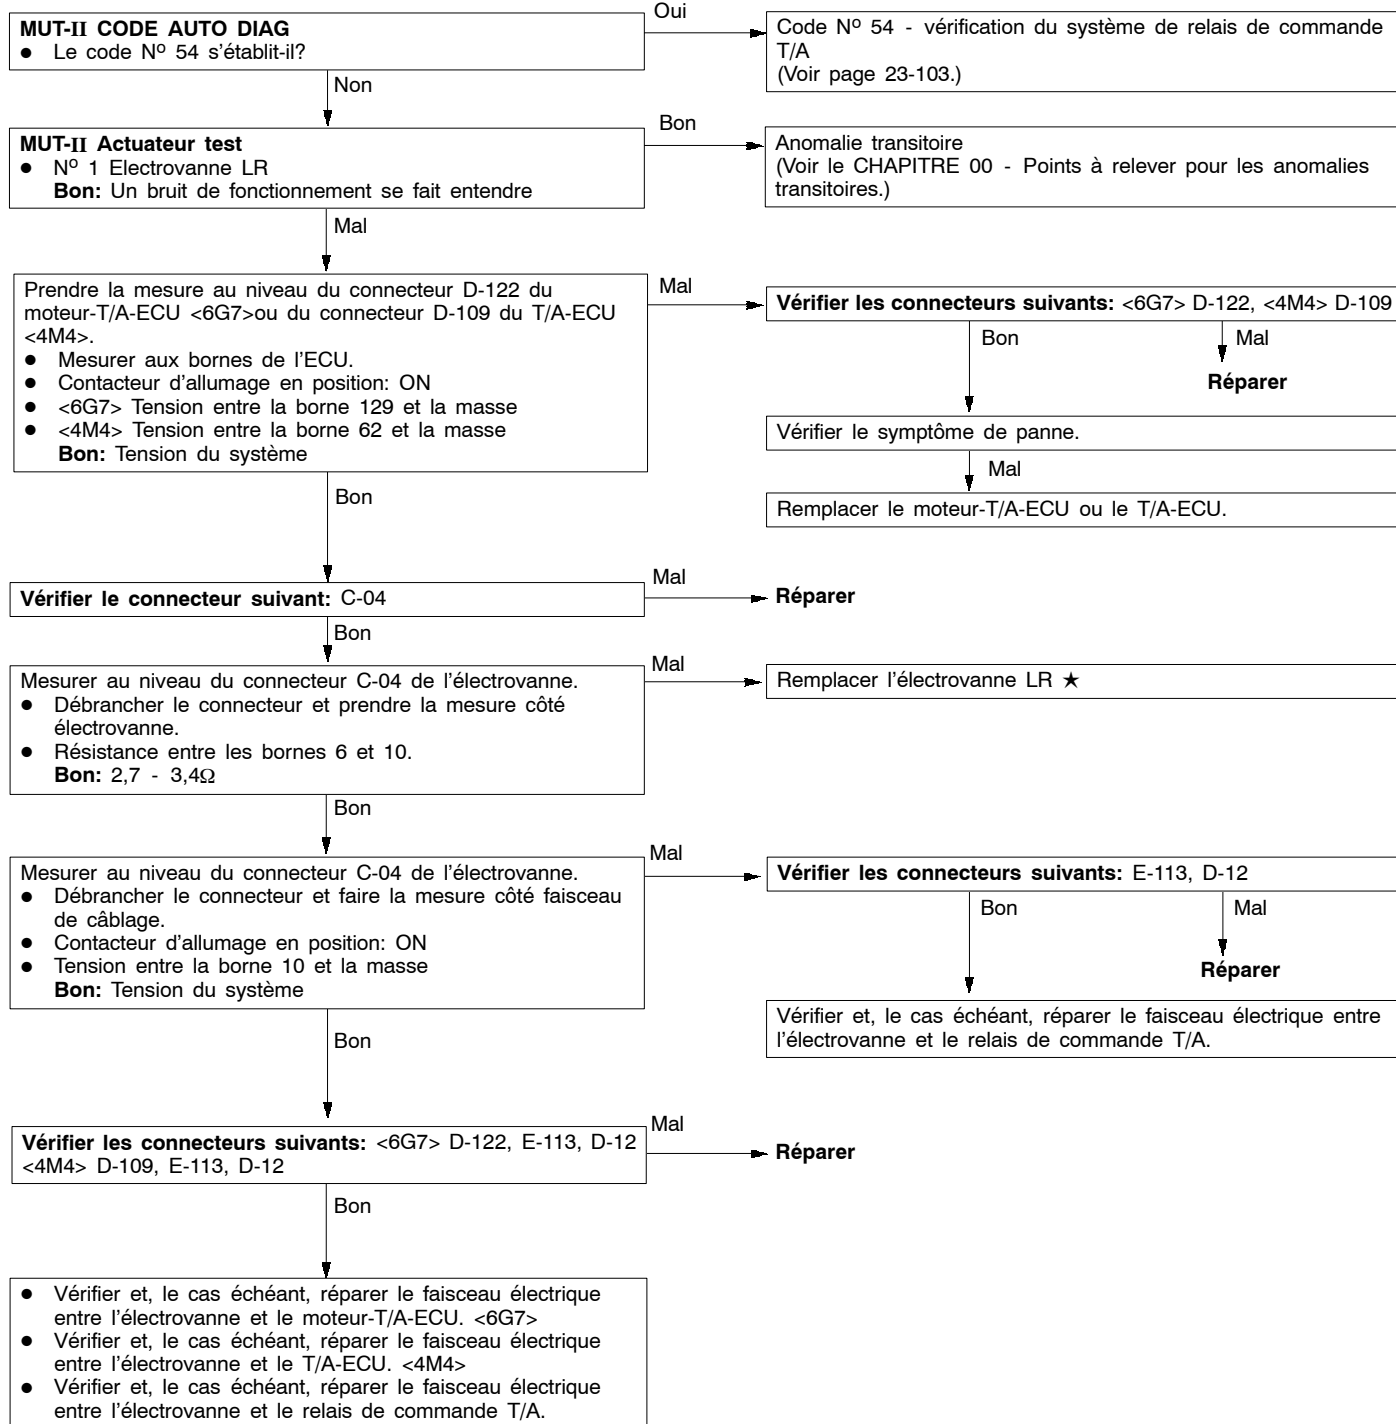 MUT-II CODE AUTO DIAG
● Le code Nº 54 s'établit-il?
Oui
Code Nº 54 - vérification du système de relais de commande
T/A
(Voir page 23-103.)
Non
MUT-II Actuateur test
● Nº 1 Electrovanne LR
Bon: Un bruit de fonctionnement se fait entendre
Bon
Anomalie transitoire
(Voir le CHAPITRE 00 - Points à relever pour les anomalies
transitoires.)
Mal
Prendre la mesure au niveau du connecteur D-122 du
moteur-T/A-ECU <6G7>ou du connecteur D-109 du T/A-ECU
<4M4>.
● Mesurer aux bornes de l'ECU.
● Contacteur d'allumage en position: ON
● <6G7> Tension entre la borne 129 et la masse
● <4M4> Tension entre la borne 62 et la masse
Bon: Tension du système
Mal
Vérifier les connecteurs suivants: <6G7> D-122, <4M4> D-109
Bon
Mal
Réparer
Vérifier le symptôme de panne.
Mal
Remplacer le moteur-T/A-ECU ou le T/A-ECU.
Bon
Vérifier le connecteur suivant: C-04
Mal
Réparer
Bon
Mesurer au niveau du connecteur C-04 de l'électrovanne.
● Débrancher le connecteur et prendre la mesure côté
électrovanne.
● Résistance entre les bornes 6 et 10.
Bon: 2,7 - 3,4Ω
Mal
Remplacer l'électrovanne LR ★
Bon
Mesurer au niveau du connecteur C-04 de l'électrovanne.
● Débrancher le connecteur et faire la mesure côté faisceau
de câblage.
● Contacteur d'allumage en position: ON
● Tension entre la borne 10 et la masse
Bon: Tension du système
Mal
Vérifier les connecteurs suivants: E-113, D-12
Bon
Mal
Réparer
Vérifier et, le cas échéant, réparer le faisceau électrique entre
l'électrovanne et le relais de commande T/A.
Bon
Vérifier les connecteurs suivants: <6G7> D-122, E-113, D-12
<4M4> D-109, E-113, D-12
Mal
Réparer
Bon
● Vérifier et, le cas échéant, réparer le faisceau électrique
entre l'électrovanne et le moteur-T/A-ECU. <6G7>
● Vérifier et, le cas échéant, réparer le faisceau électrique
entre l'électrovanne et le T/A-ECU. <4M4>
● Vérifier et, le cas échéant, réparer le faisceau électrique
entre l'électrovanne et le relais de commande T/A.